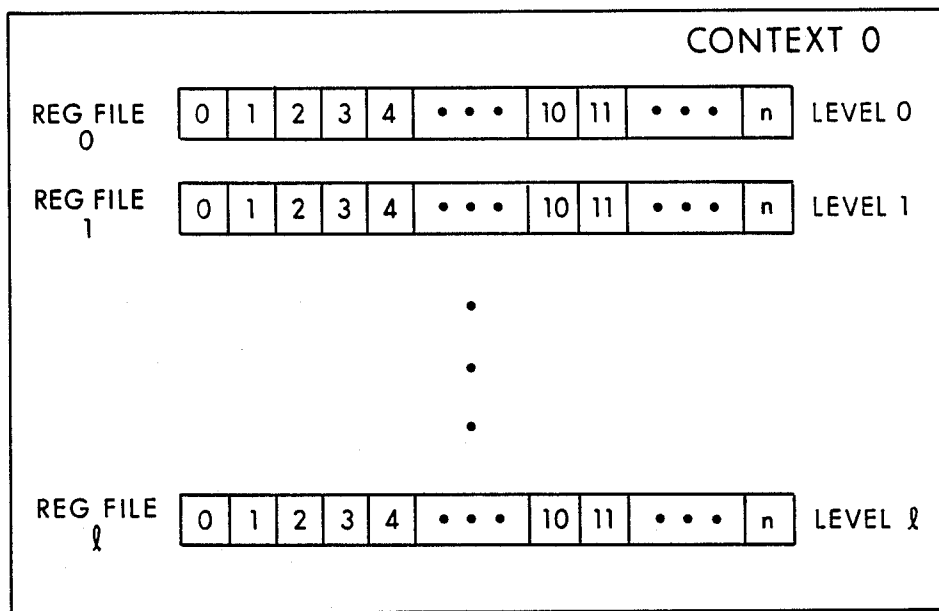 CONTEXT 0
REG FILE 0 0 1 2 3 4 • • • 10 11 • • • n LEVEL 0
REG FILE 1 0 1 2 3 4 • • • 10 11 • • • n LEVEL 1
REG FILE ℓ 0 1 2 3 4 • • • 10 11 • • • n LEVEL ℓ